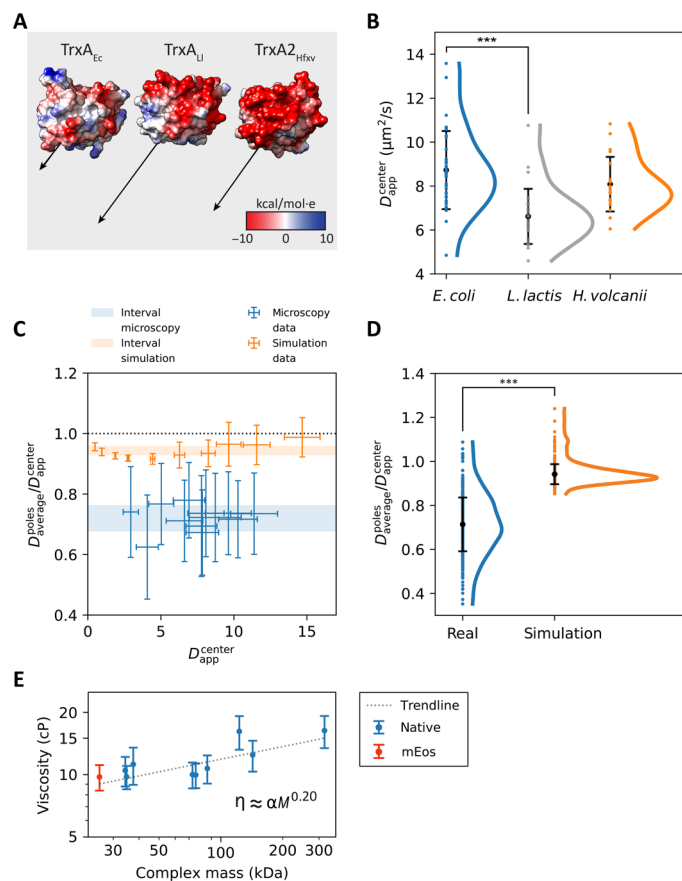 A
TrxA_Ec
TrxA_Ll
TrxA2_Hfxv
kcal/mol·e
−10
0
10
B
***
D_app^center (μm²/s)
14
12
10
8
6
4
E. coli
L. lactis
H. volcanii
C
Interval microscopy
Interval simulation
Microscopy data
Simulation data
D_average^poles/D_app^center
1.2
1.0
0.8
0.6
0.4
0
5
10
15
D_app^center
D
***
D_average^poles/D_app^center
1.4
1.2
1.0
0.8
0.6
0.4
Real
Simulation
E
Viscosity (cP)
20
15
10
5
η ≈ αM^0.20
30
50
100
200
300
Complex mass (kDa)
Trendline
Native
mEos